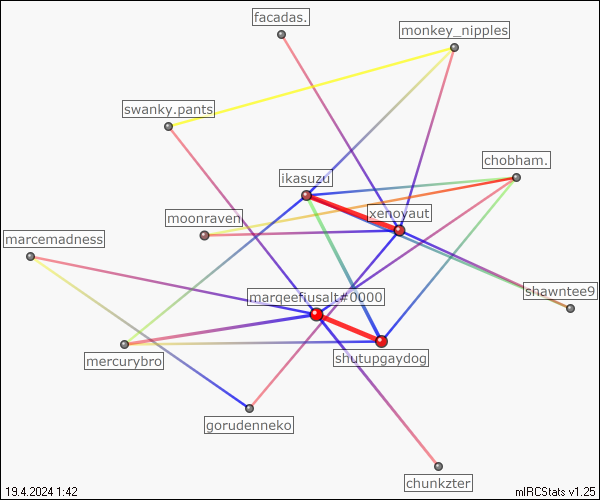 facadas.
monkey_nipples
swanky.pants
chobham.
ikasuzu
xenoyaut
moonraven
marcemadness
shawntee9
marqeefiusalt#0000
shutupgaydog
mercurybro
gorudenneko
chunkzter
19.4.2024 1:42
mIRCStats v1.25